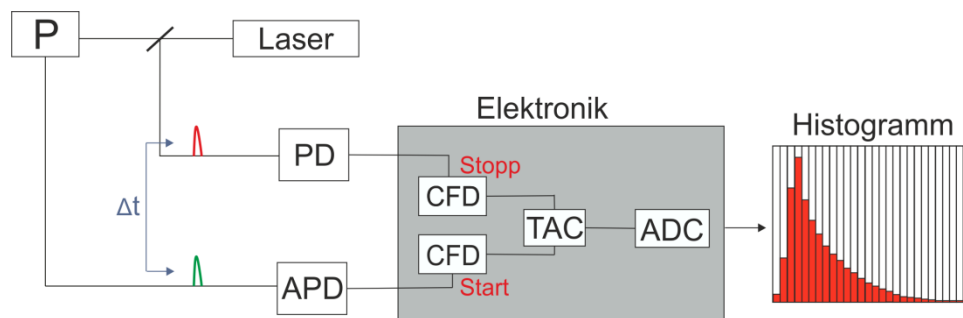 P
Laser
Elektronik
Histogramm
PD
Stopp
CFD
Δt
TAC
ADC
CFD
APD
Start